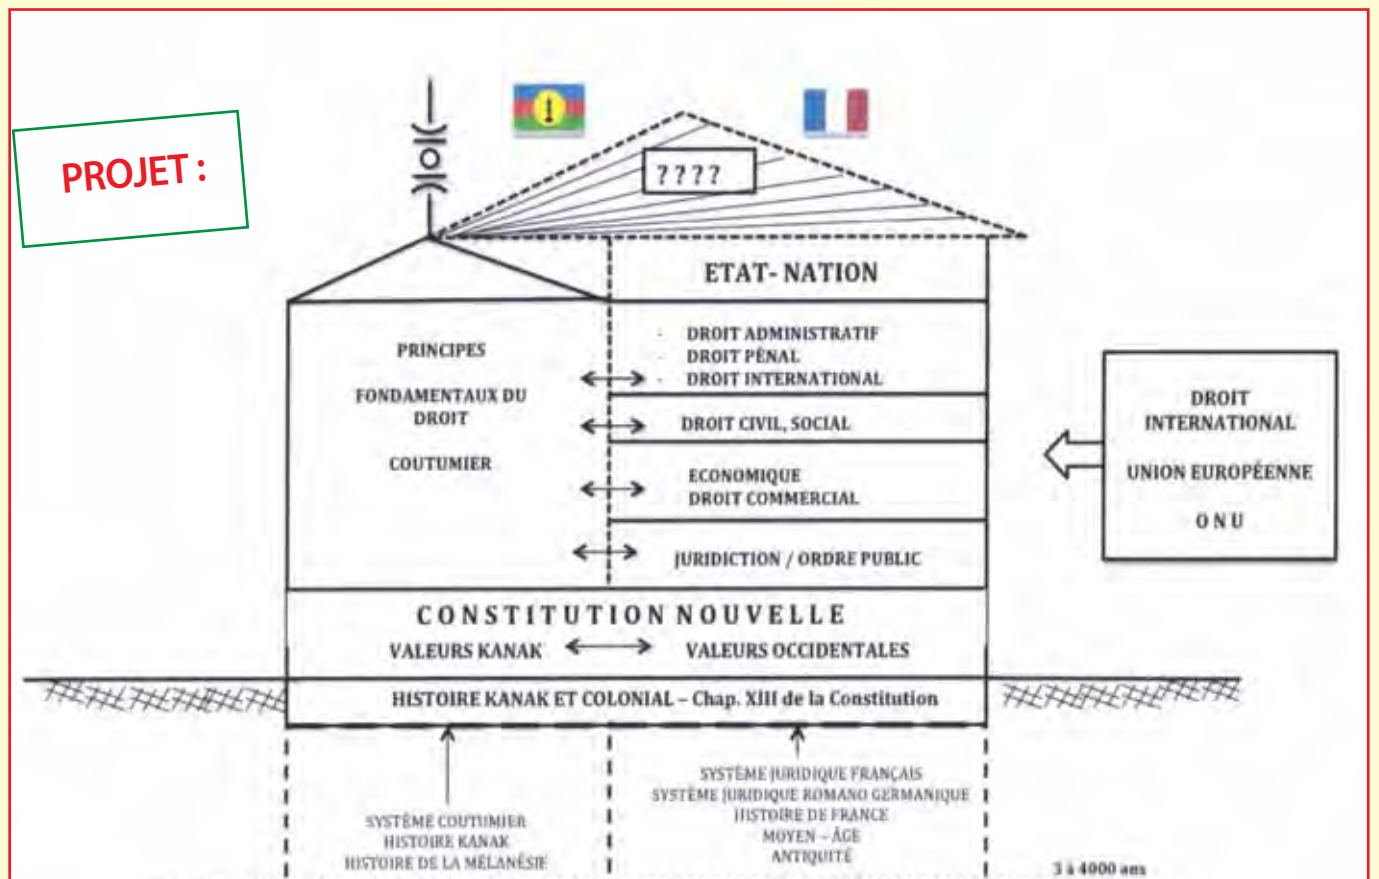 PROJET :
? ? ? ?
ETAT- NATION
PRINCIPES
FONDAMENTAUX DU
DROIT
COUTUMIER
- DROIT ADMINISTRATIF
- DROIT PÉNAL
- DROIT INTERNATIONAL
DROIT CIVIL, SOCIAL
ECONOMIQUE
DROIT COMMERCIAL
JURIDICTION / ORDRE PUBLIC
DROIT
INTERNATIONAL
UNION EUROPÉENNE
O N U
CONSTITUTION NOUVELLE
VALEURS KANAK
VALEURS OCCIDENTALES
HISTOIRE KANAK ET COLONIAL – Chap. XIII de la Constitution
SYSTÈME COUTUMIER
HISTOIRE KANAK
HISTOIRE DE LA MÉLANÉSIE
SYSTÈME JURIDIQUE FRANÇAIS
SYSTÈME JURIDIQUE ROMANO GERMANIQUE
HISTOIRE DE FRANCE
MOYEN – ÂGE
ANTIQUITÉ
3 à 4000 ans